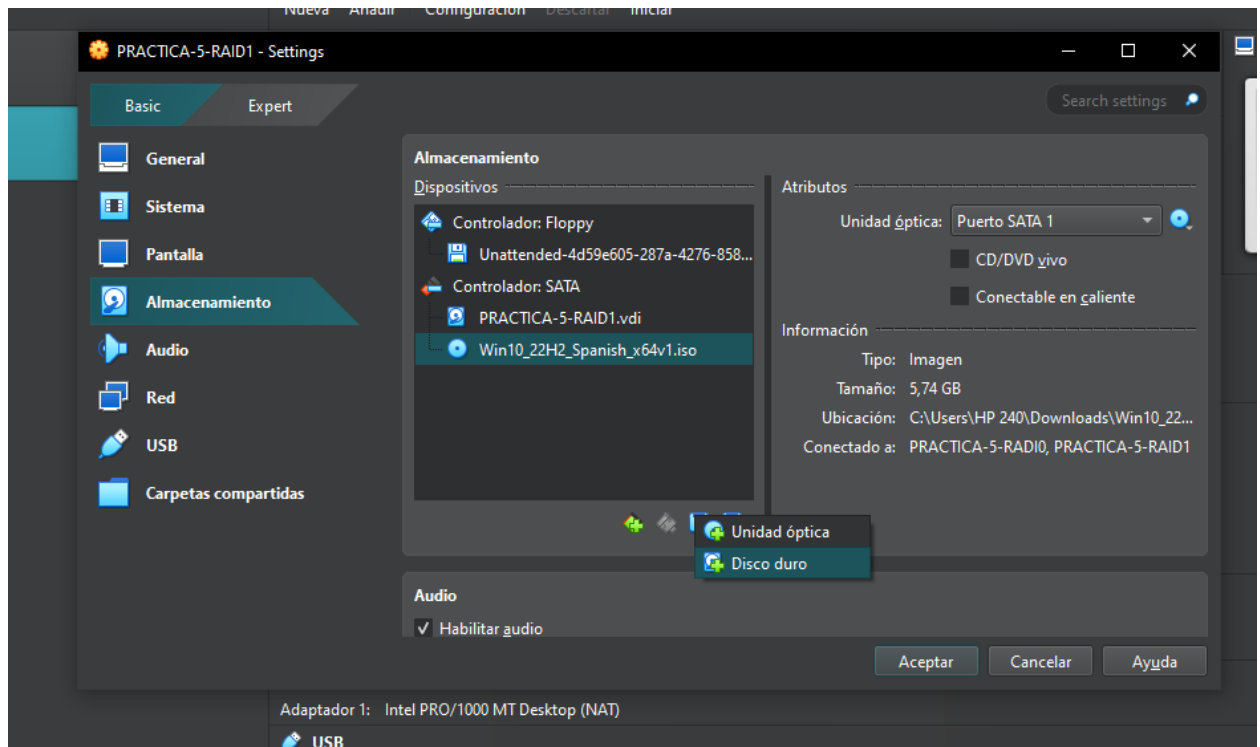 Nueva Añadir Configuración Descartar Iniciar
PRACTICA-5-RAID1 - Settings
Basic Expert
Search settings
General
Sistema
Pantalla
Almacenamiento
Audio
Red
USB
Carpetas compartidas
Almacenamiento
Dispositivos
Controlador: Floppy
Unattended-4d59e605-287a-4276-858...
Controlador: SATA
PRACTICA-5-RAID1.vdi
Win10_22H2_Spanish_x64v1.iso
Atributos
Unidad óptica: Puerto SATA 1
CD/DVD vivo
Conectable en caliente
Información
Tipo: Imagen
Tamaño: 5,74 GB
Ubicación: C:\Users\HP 240\Downloads\Win10_22...
Conectado a: PRACTICA-5-RADI0, PRACTICA-5-RAID1
Unidad óptica
Disco duro
Audio
Habilitar audio
Aceptar Cancelar Ayuda
Adaptador 1: Intel PRO/1000 MT Desktop (NAT)
USB